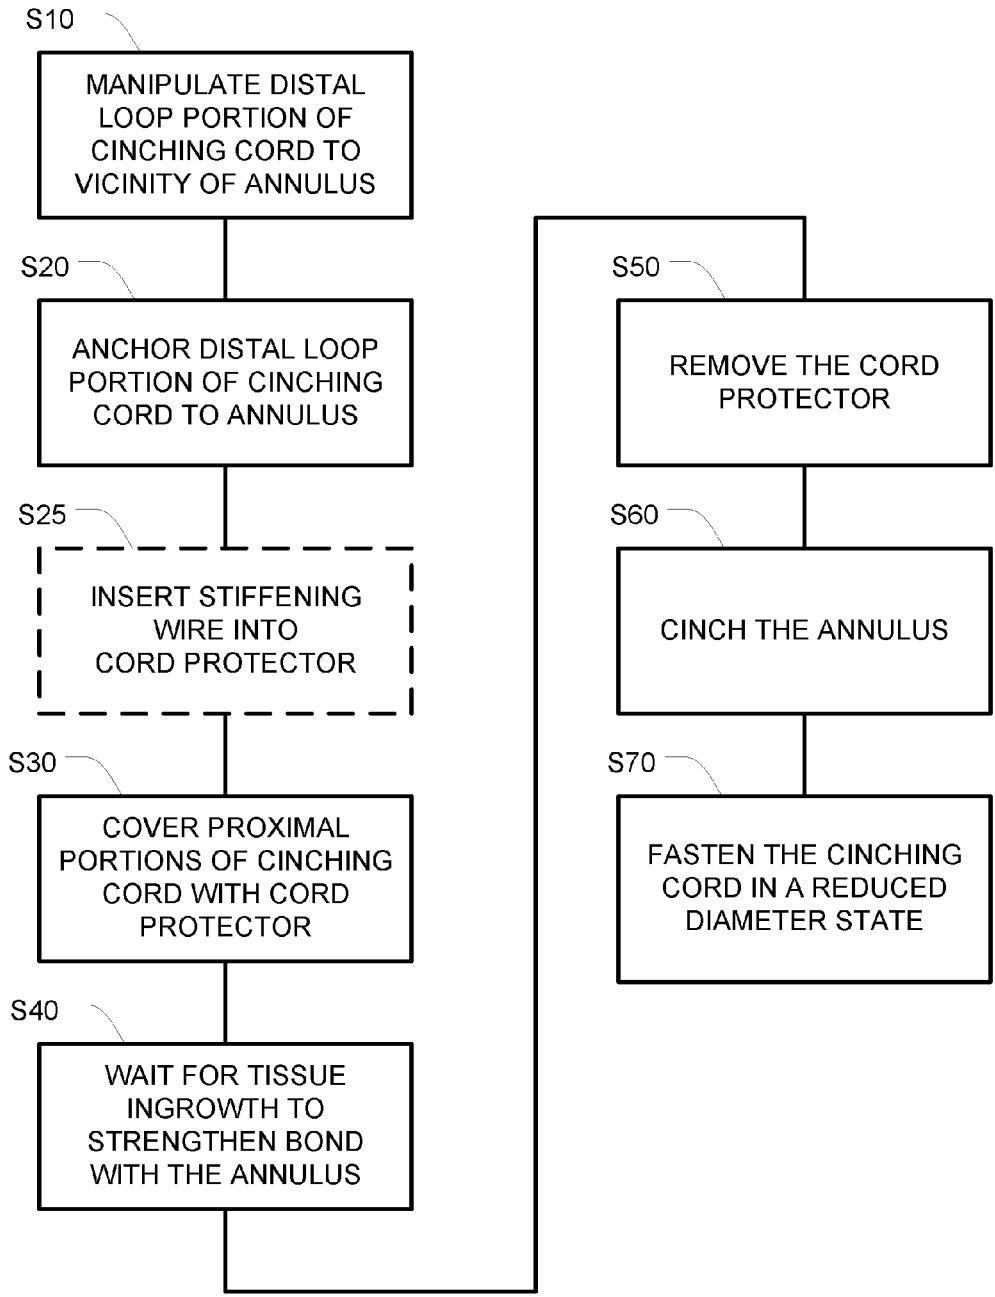 S10
MANIPULATE DISTAL
LOOP PORTION OF
CINCHING CORD TO
VICINITY OF ANNULUS
S20
ANCHOR DISTAL LOOP
PORTION OF CINCHING
CORD TO ANNULUS
S25
INSERT STIFFENING
WIRE INTO
CORD PROTECTOR
S30
COVER PROXIMAL
PORTIONS OF CINCHING
CORD WITH CORD
PROTECTOR
S40
WAIT FOR TISSUE
INGROWTH TO
STRENGTHEN BOND
WITH THE ANNULUS
S50
REMOVE THE CORD
PROTECTOR
S60
CINCH THE ANNULUS
S70
FASTEN THE CINCHING
CORD IN A REDUCED
DIAMETER STATE